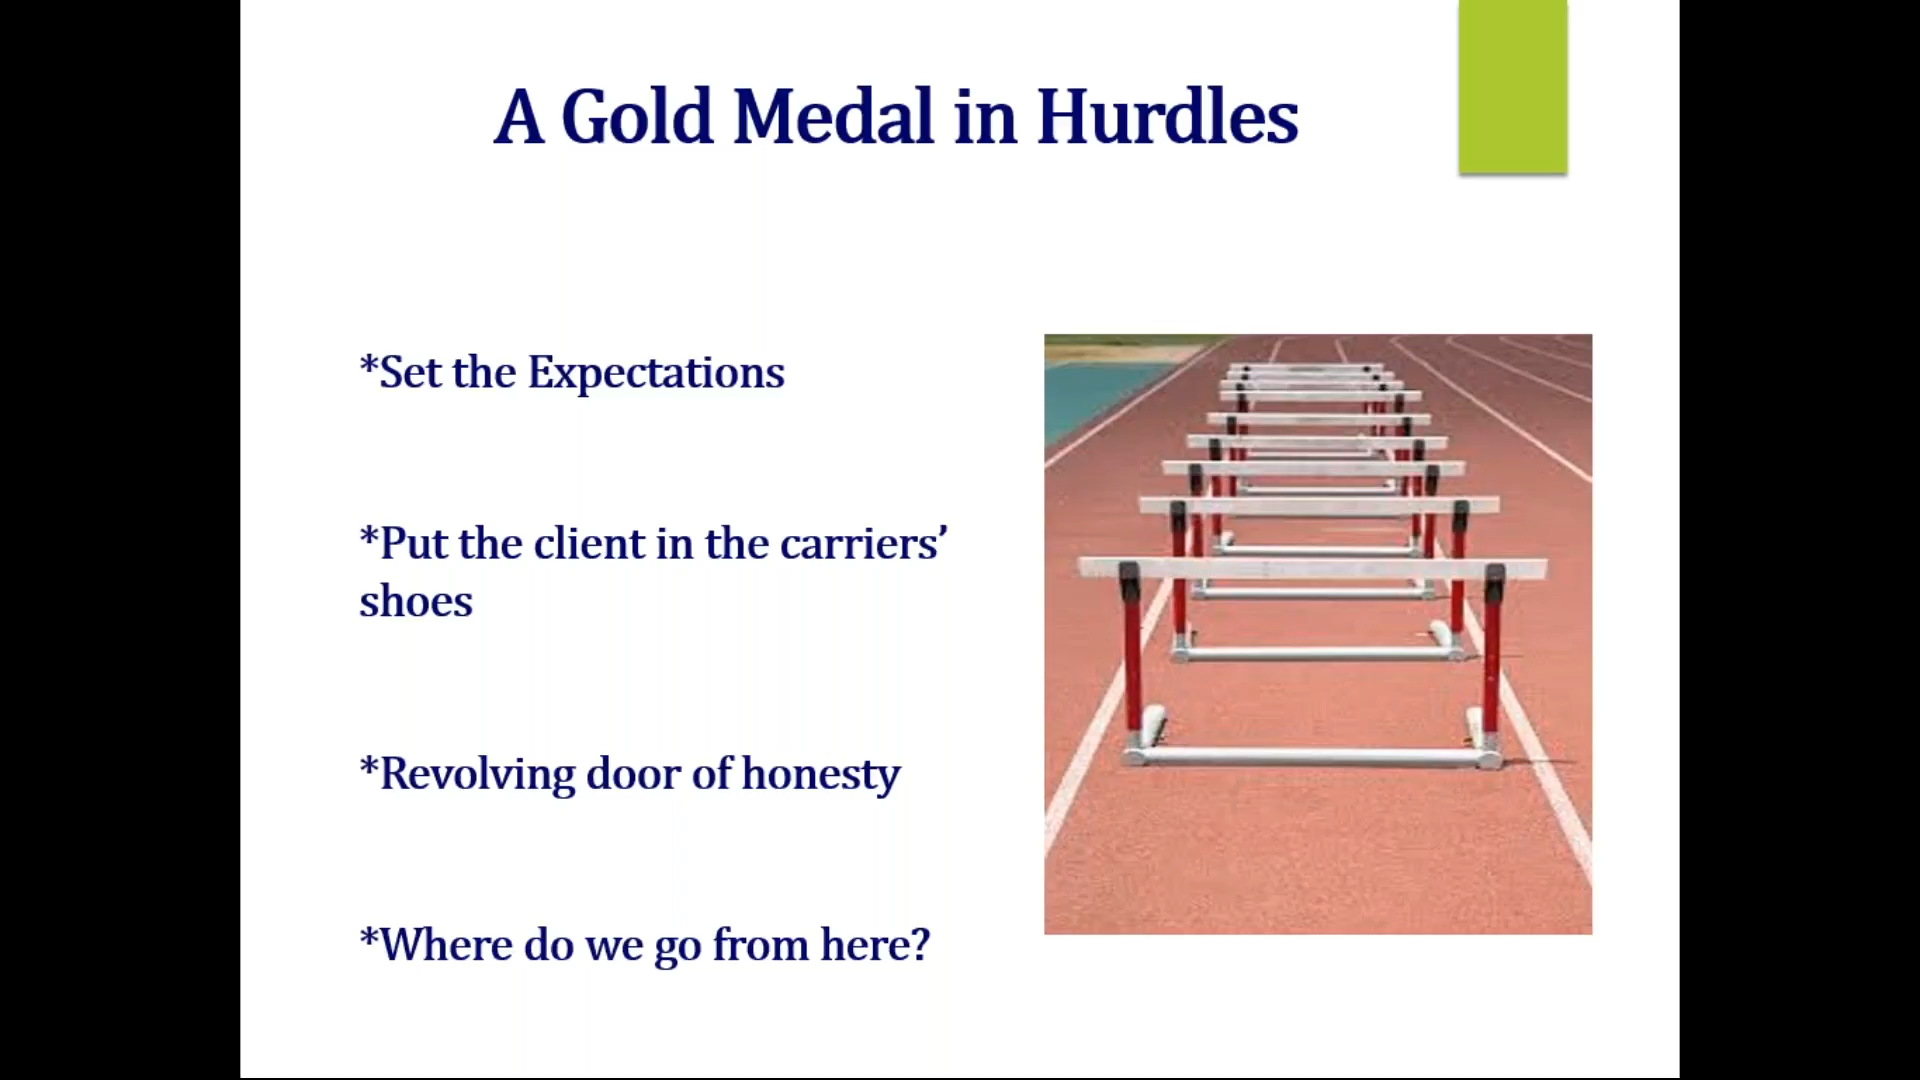 A Gold Medal in Hurdles
*Set the Expectations
*Put the client in the carriers’
shoes
*Revolving door of honesty
*Where do we go from here?